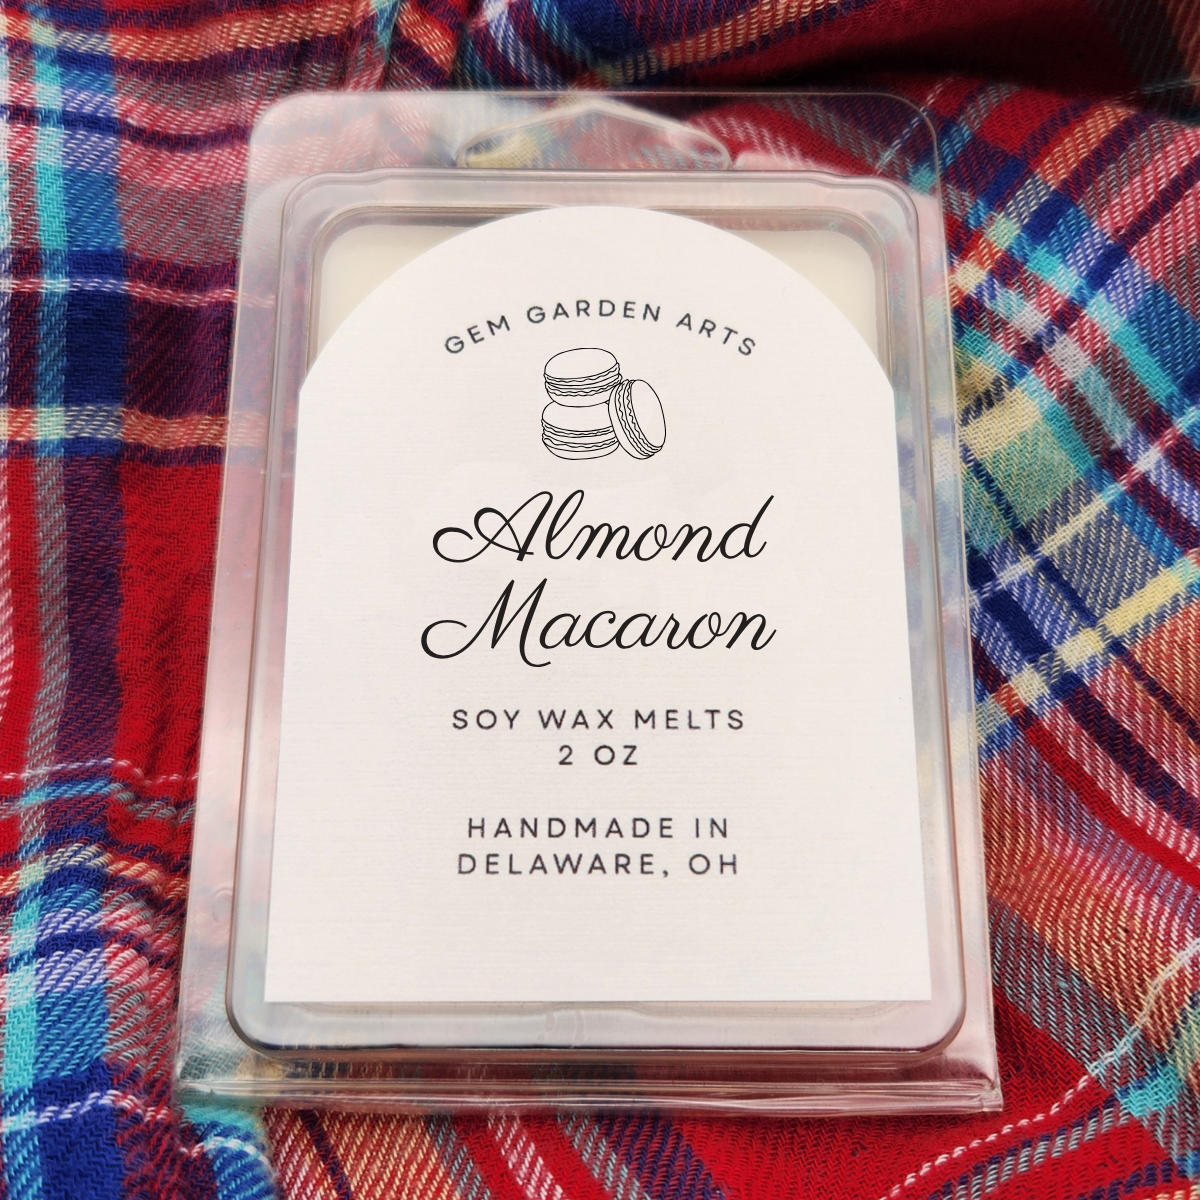 GEM GARDEN ARTS
Almond
Macaron
SOY WAX MELTS
2 OZ
HANDMADE IN
DELAWARE, OH